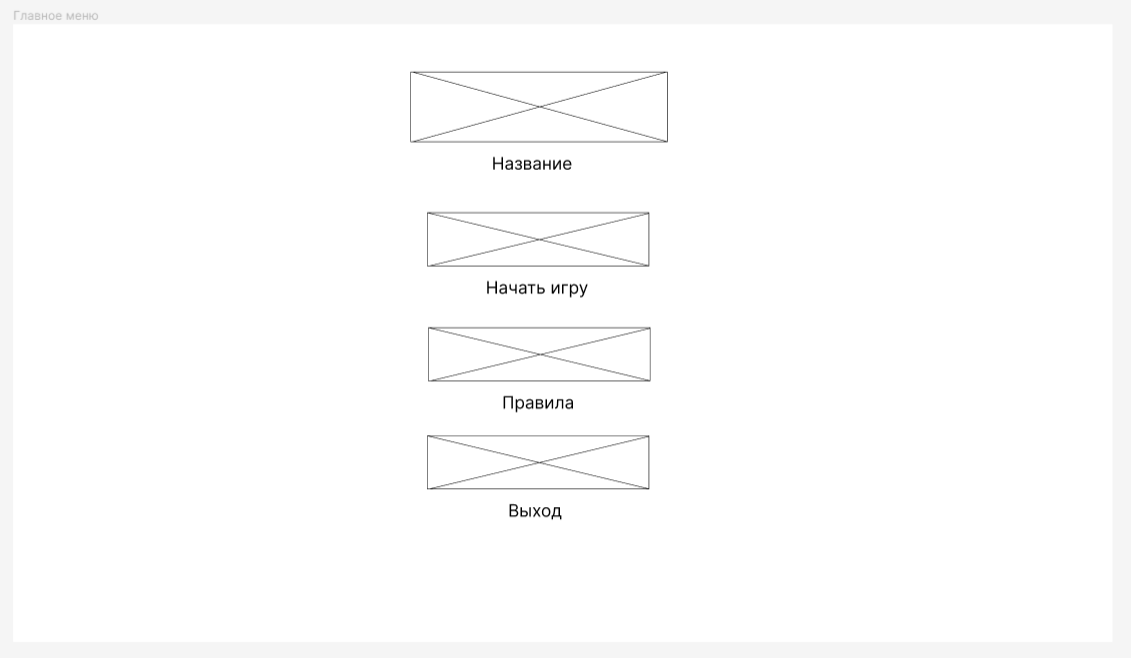 Главное меню
Название
Начать игру
Правила
Выход